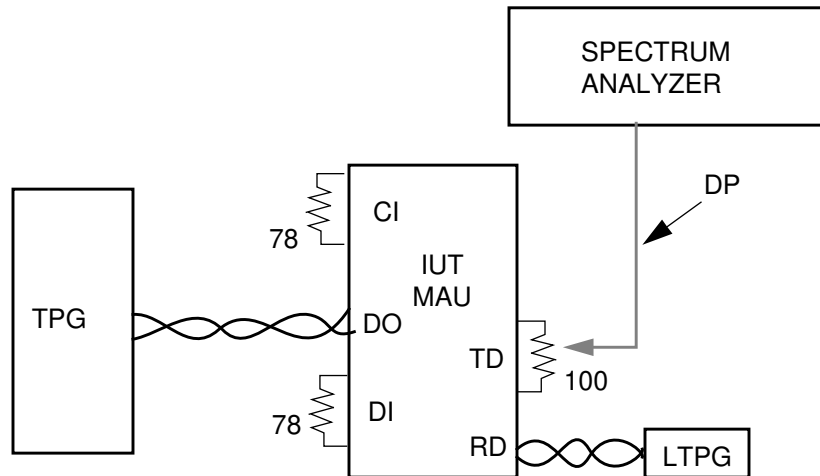 SPECTRUM
ANALYZER
DP
CI
78
IUT
MAU
TPG
DO
TD
100
DI
78
RD
LTPG